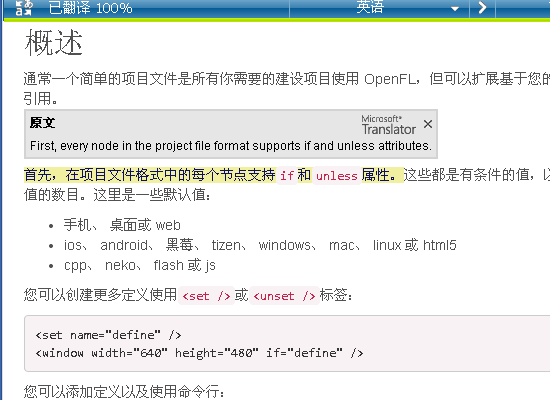 已翻译 100% 英语
概述
通常一个简单的项目文件是所有你需要的建设项目使用 OpenFL，但可以扩展基于您的
引用。
原文 Microsoft® Translator
First, every node in the project file format supports if and unless attributes.
首先，在项目文件格式中的每个节点支持 if 和 unless 属性。这些都是有条件的值，以
值的数目。这里是一些默认值：
• 手机、 桌面或 web
• ios、 android、 黑莓、 tizen、 windows、 mac、 linux 或 html5
• cpp、 neko、 flash 或 js
您可以创建更多定义使用 <set /> 或 <unset /> 标签：
<set name="define" />
<window width="640" height="480" if="define" />
您可以添加定义以及使用命令行：